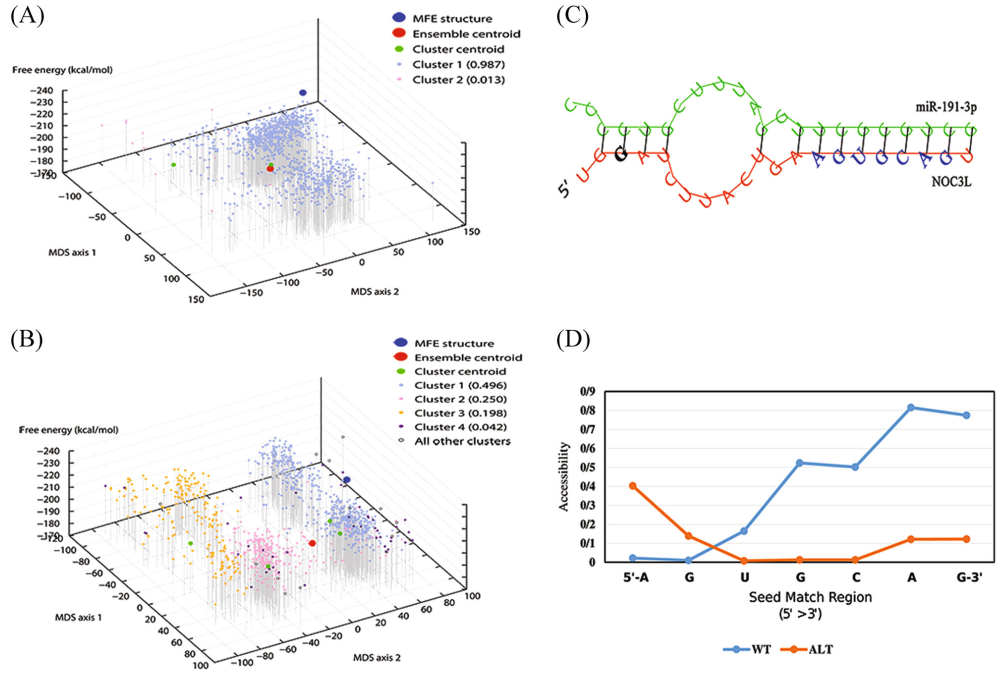 (A)
MFE structure
Ensemble centroid
Cluster centroid
Cluster 1 (0.987)
Cluster 2 (0.013)
Free energy (kcal/mol)
−240
−230
−220
−210
−200
−190
−180
−170
−100
−50
0
50
100
150
MDS axis 1
−150
−100
−50
0
50
100
150
MDS axis 2
(B)
MFE structure
Ensemble centroid
Cluster centroid
Cluster 1 (0.496)
Cluster 2 (0.250)
Cluster 3 (0.198)
Cluster 4 (0.042)
All other clusters
Free energy (kcal/mol)
−240
−230
−220
−210
−200
−190
−180
−170
−100
−80
−60
−40
−20
0
20
40
60
80
100
MDS axis 1
−100
−80
−60
−40
−20
0
20
40
60
80
100
MDS axis 2
(C)
miR-191-3p
5'
U
G
A
U
U
A
C
G
A
A
G
U
G
C
A
G
U
NOC3L
(D)
Accessibility
0/9
0/8
0/7
0/6
0/5
0/4
0/3
0/2
0/1
0
5'-A G U G C A G-3'
Seed Match Region
(5' >3')
WT ALT